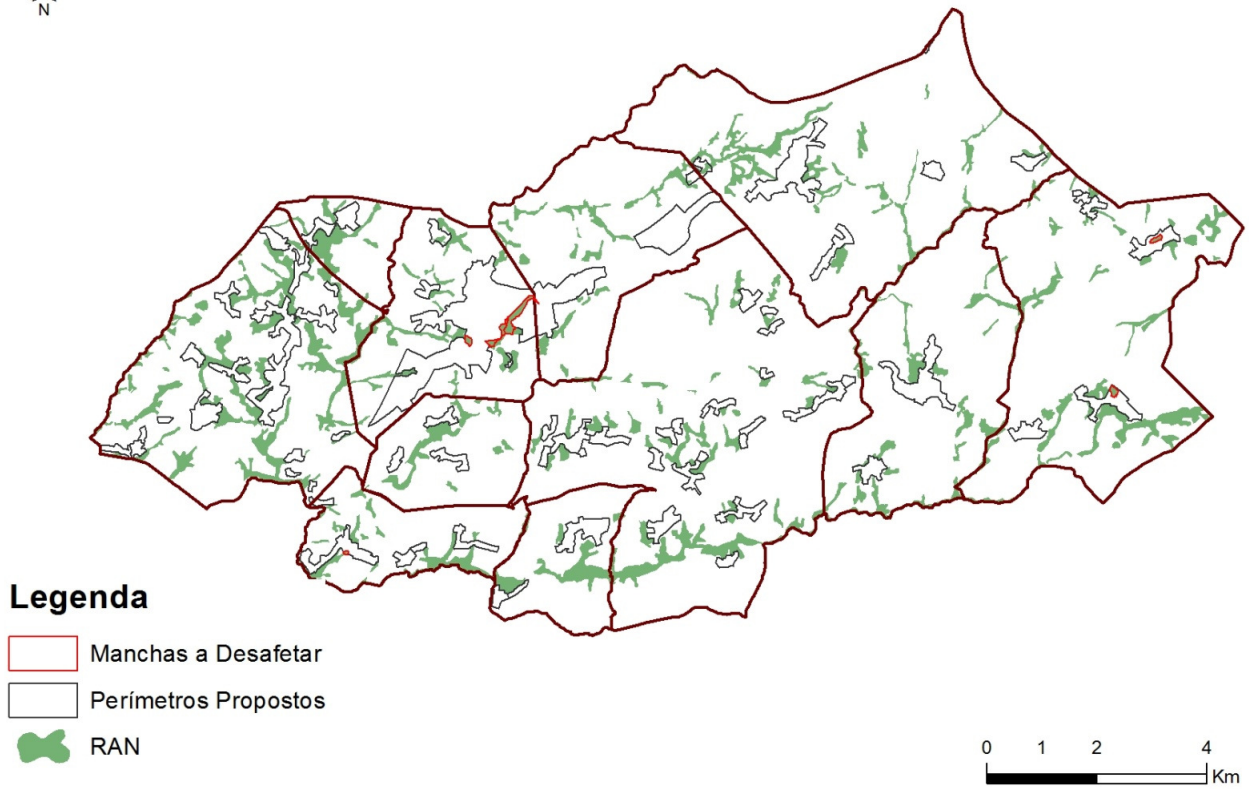 N
Legenda
Manchas a Desafetar
Perímetros Propostos
RAN
0 1 2 4
Km